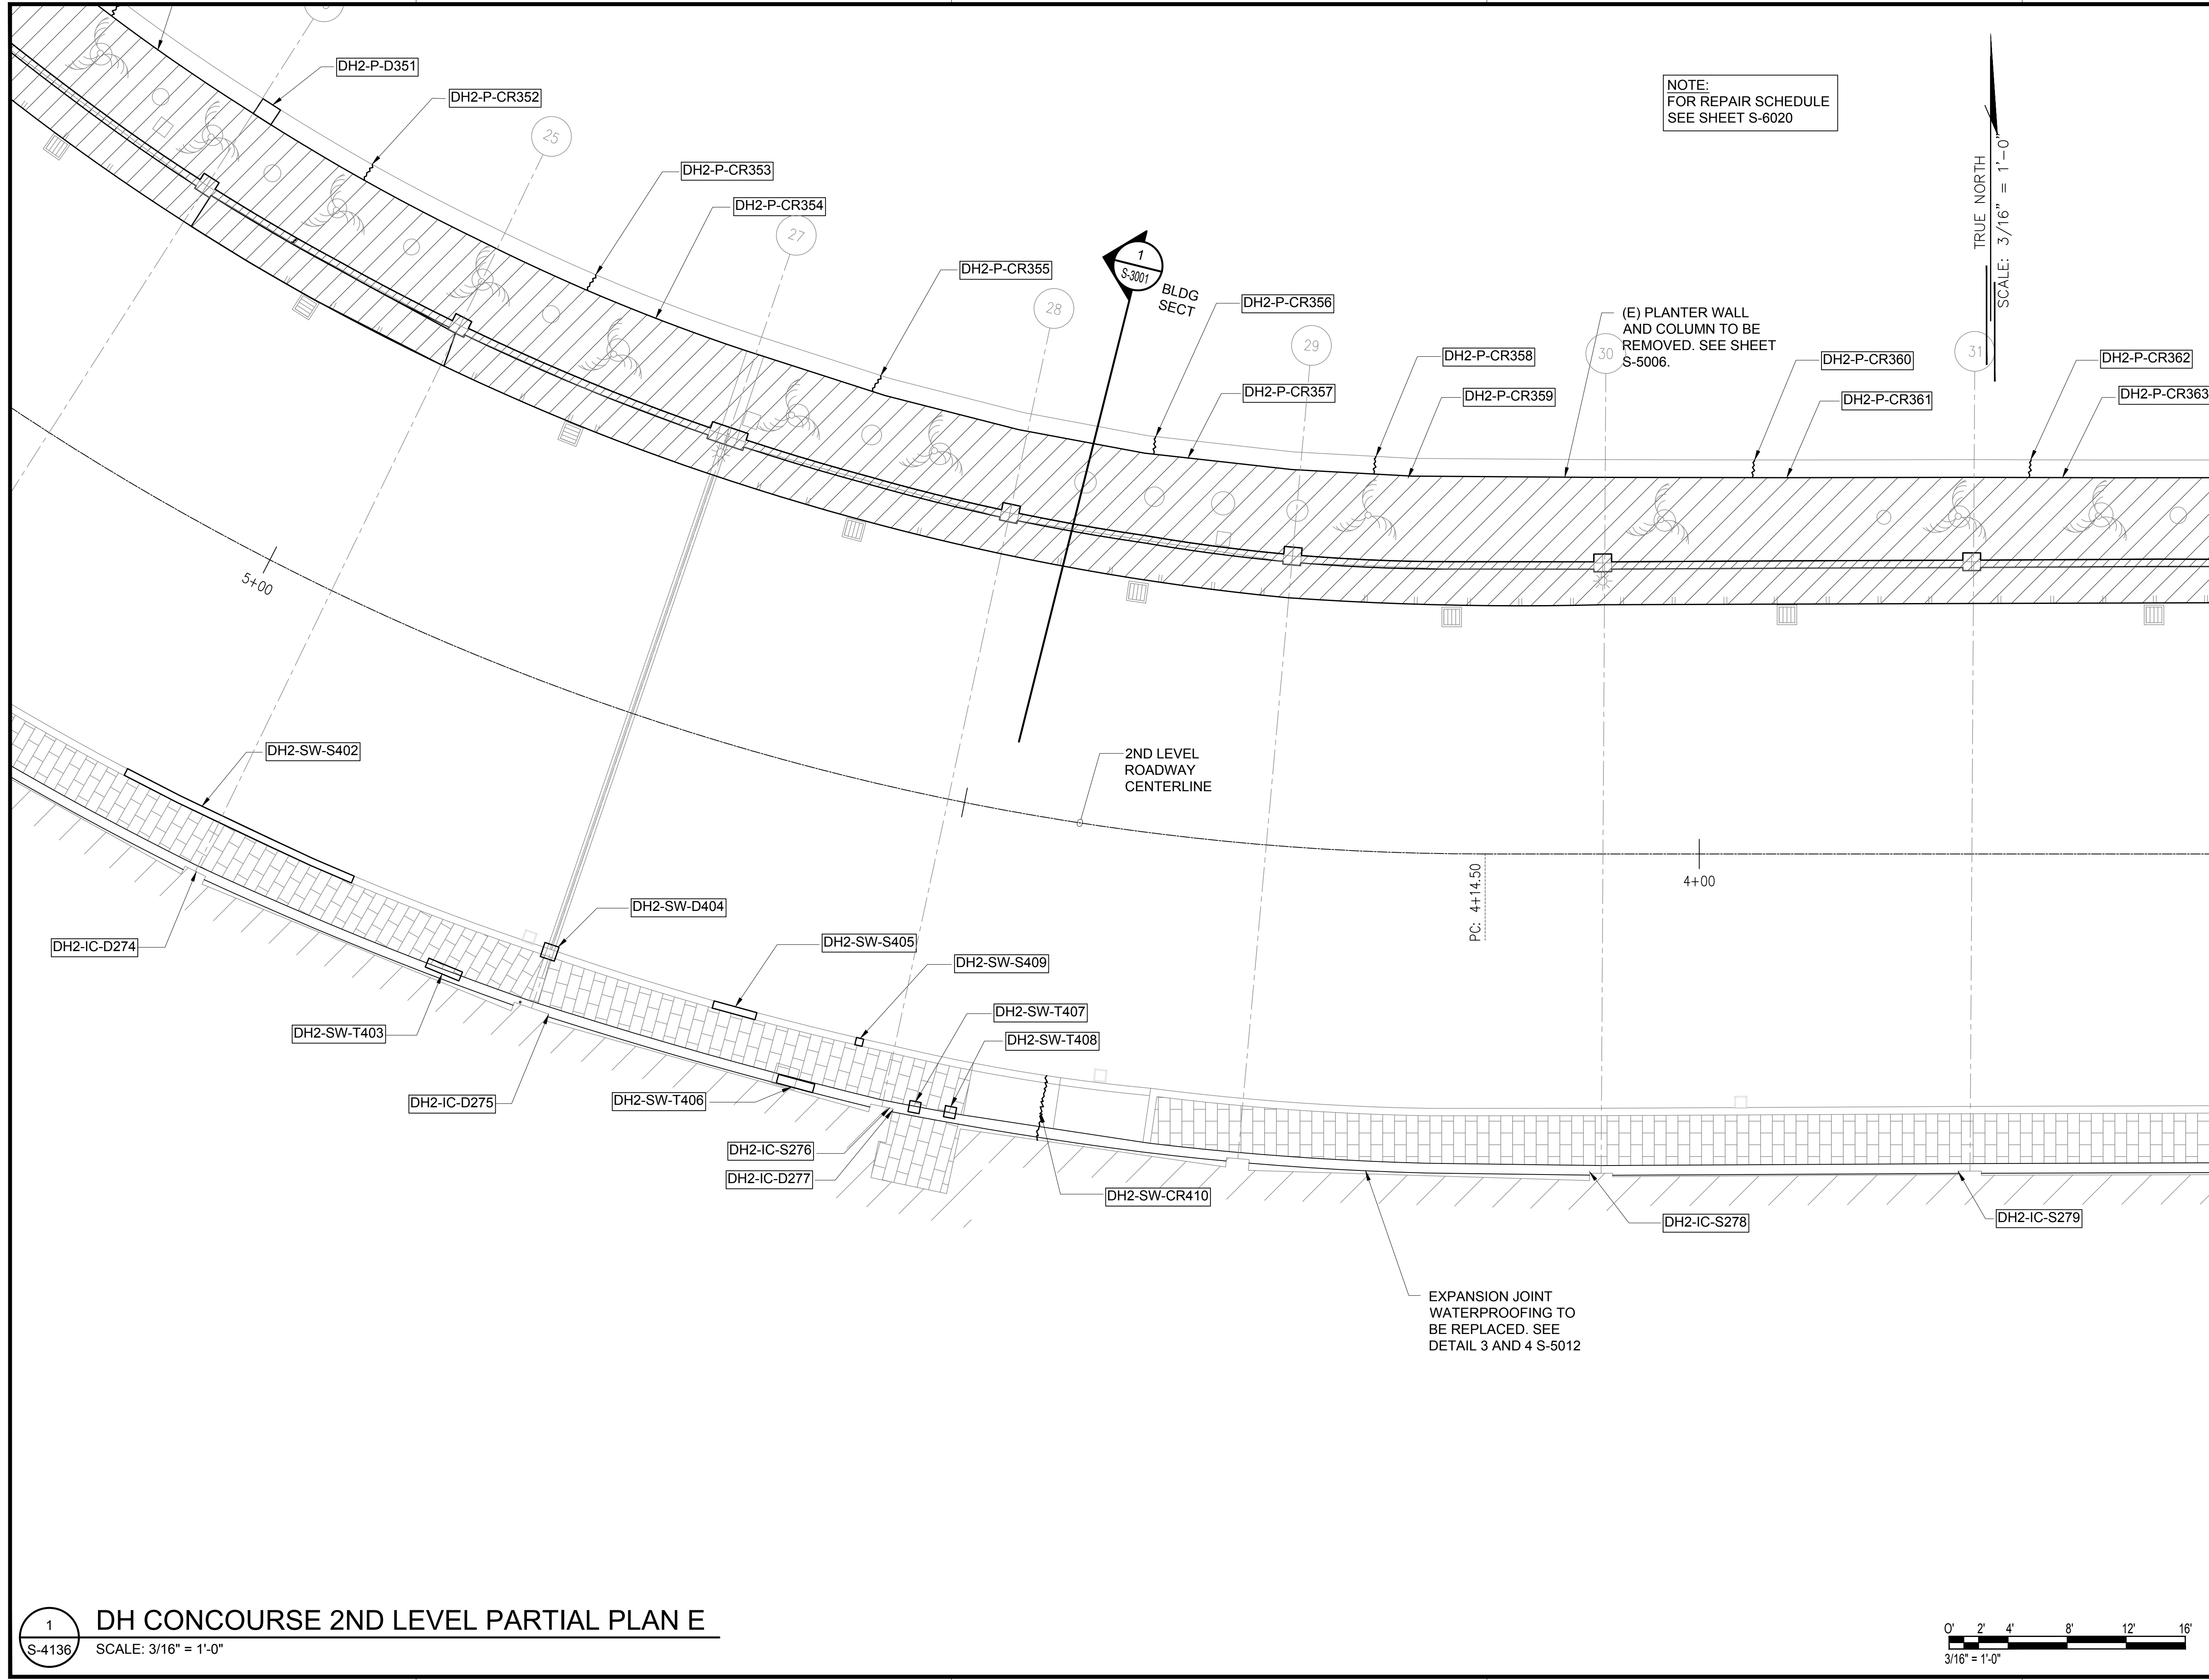 DH2-P-D351
DH2-P-CR352
25
DH2-P-CR353
DH2-P-CR354
27
DH2-P-CR355
28
1
S-3001
BLDG
SECT
DH2-P-CR356
DH2-P-CR357
29
DH2-P-CR358
DH2-P-CR359
NOTE:
FOR REPAIR SCHEDULE
SEE SHEET S-6020
(E) PLANTER WALL
AND COLUMN TO BE
REMOVED. SEE SHEET
S-5006.
30
DH2-P-CR360
DH2-P-CR361
31
TRUE NORTH
SCALE: 3/16" = 1'-0"
DH2-P-CR362
DH2-P-CR363
5+00
2ND LEVEL
ROADWAY
CENTERLINE
PC: 4+14.50
4+00
DH2-SW-S402
DH2-IC-D274
DH2-SW-T403
DH2-SW-D404
DH2-IC-D275
DH2-SW-S405
DH2-SW-T406
DH2-SW-S409
DH2-SW-T407
DH2-SW-T408
DH2-IC-S276
DH2-IC-D277
DH2-SW-CR410
DH2-IC-S278
DH2-IC-S279
EXPANSION JOINT
WATERPROOFING TO
BE REPLACED. SEE
DETAIL 3 AND 4 S-5012
1
S-4136
DH CONCOURSE 2ND LEVEL PARTIAL PLAN E
SCALE: 3/16" = 1'-0"
0' 2' 4' 8' 12' 16'
3/16" = 1'-0"